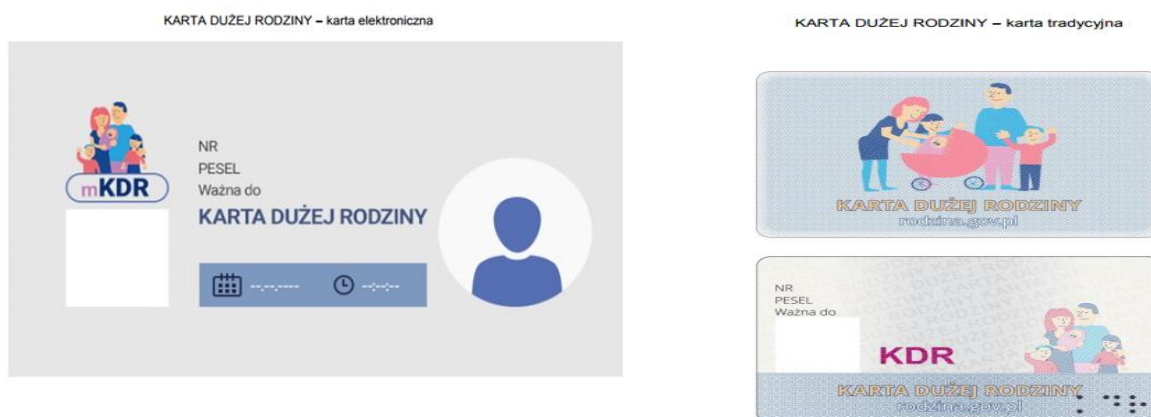 KARTA DUŻEJ RODZINY – karta elektroniczna
mKDR
NR
PESEL
Ważna do
KARTA DUŻEJ RODZINY
--.--.---- --:--:--
KARTA DUŻEJ RODZINY – karta tradycyjna
KARTA DUŻEJ RODZINY
rodzina.gov.pl
NR
PESEL
Ważna do
KDR
KARTA DUŻEJ RODZINY
rodzina.gov.pl